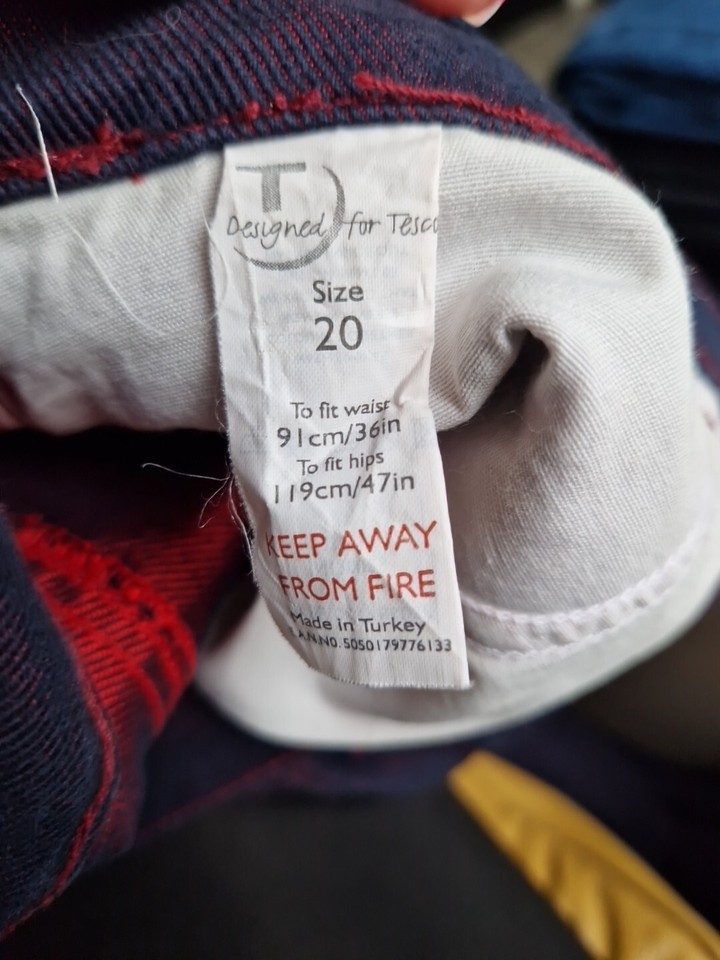 T
Designed for Tesco
Size
20
To fit waist
91cm/36in
To fit hips
119cm/47in
KEEP AWAY
FROM FIRE
Made in Turkey
E.A.N.NO. 5050179776133